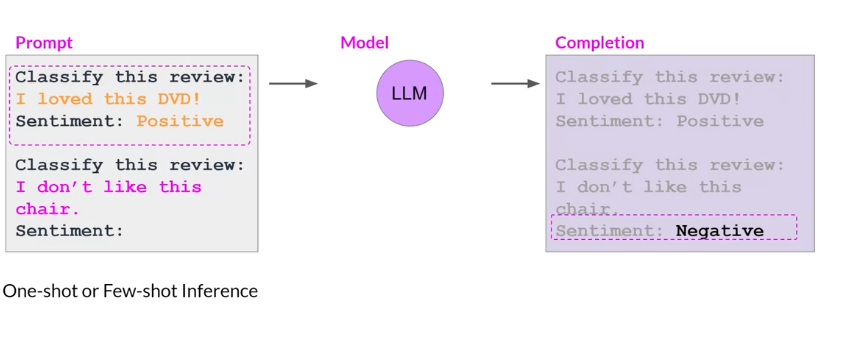 Prompt
Classify this review:
I loved this DVD!
Sentiment: Positive
Classify this review:
I don't like this
chair.
Sentiment:
Model
LLM
Completion
Classify this review:
I loved this DVD!
Sentiment: Positive
Classify this review:
I don't like this
chair.
Sentiment: Negative
One-shot or Few-shot Inference